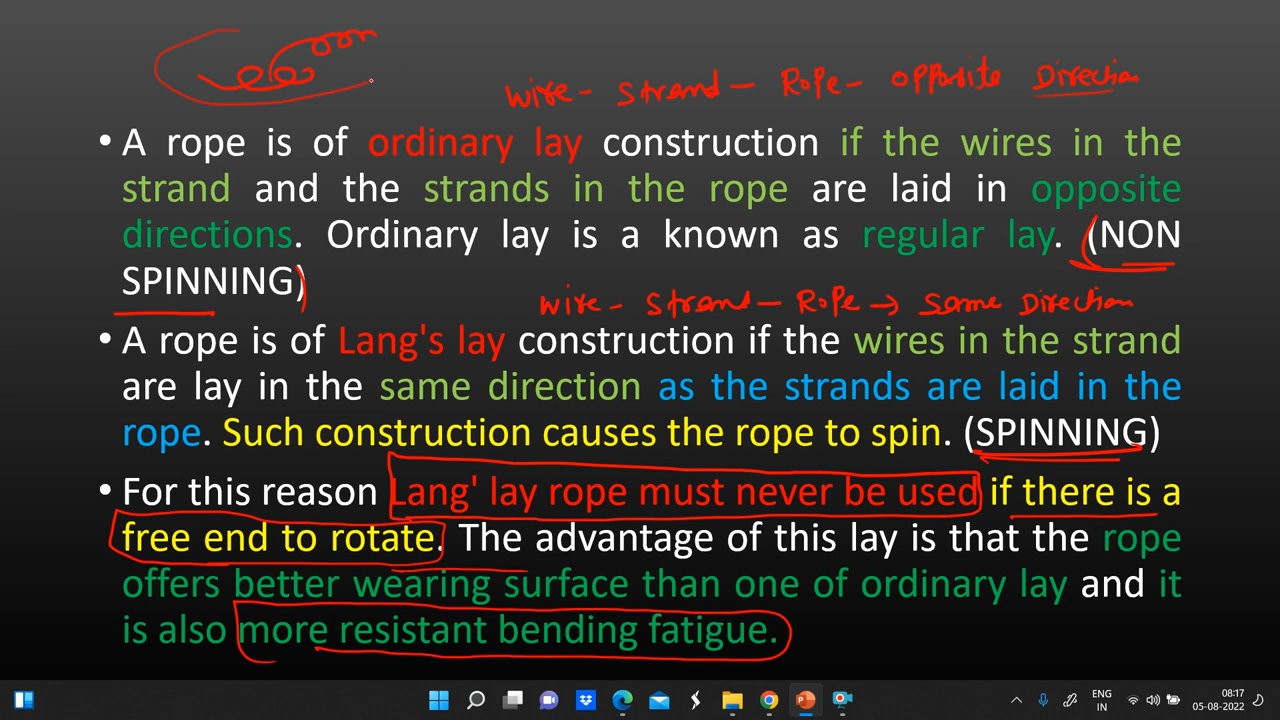 wire - strand - Rope - opposite Direction
• A rope is of ordinary lay construction if the wires in the
strand and the strands in the rope are laid in opposite
directions. Ordinary lay is a known as regular lay. (NON
SPINNING)
wire - strand - Rope → Same Direction
• A rope is of Lang's lay construction if the wires in the strand
are lay in the same direction as the strands are laid in the
rope. Such construction causes the rope to spin. (SPINNING)
• For this reason Lang' lay rope must never be used if there is a
free end to rotate. The advantage of this lay is that the rope
offers better wearing surface than one of ordinary lay and it
is also more resistant bending fatigue.
ENG
IN
08:17
05-08-2022